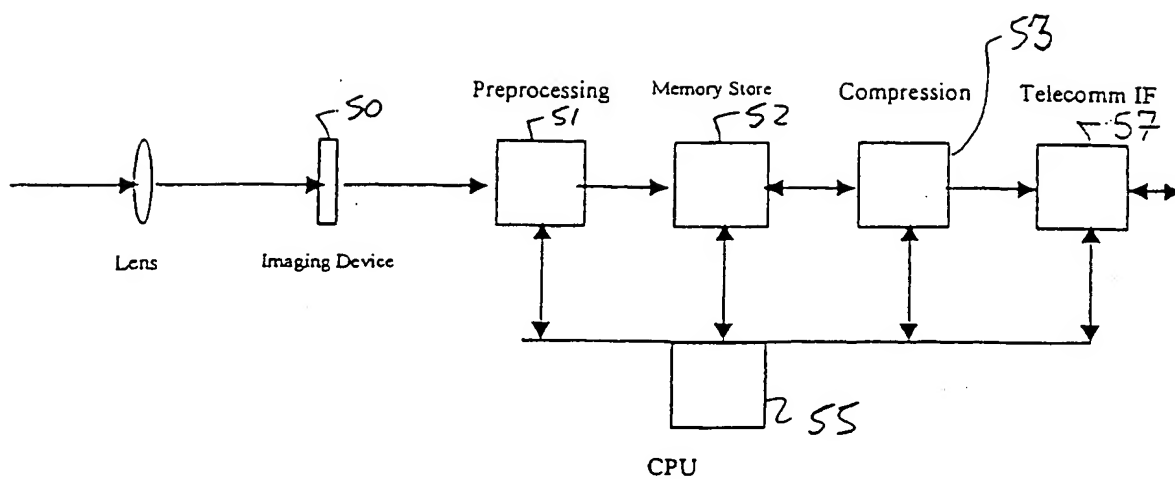 53
Preprocessing Memory Store Compression Telecomm IF
50 51 52 57
Lens Imaging Device
55
CPU